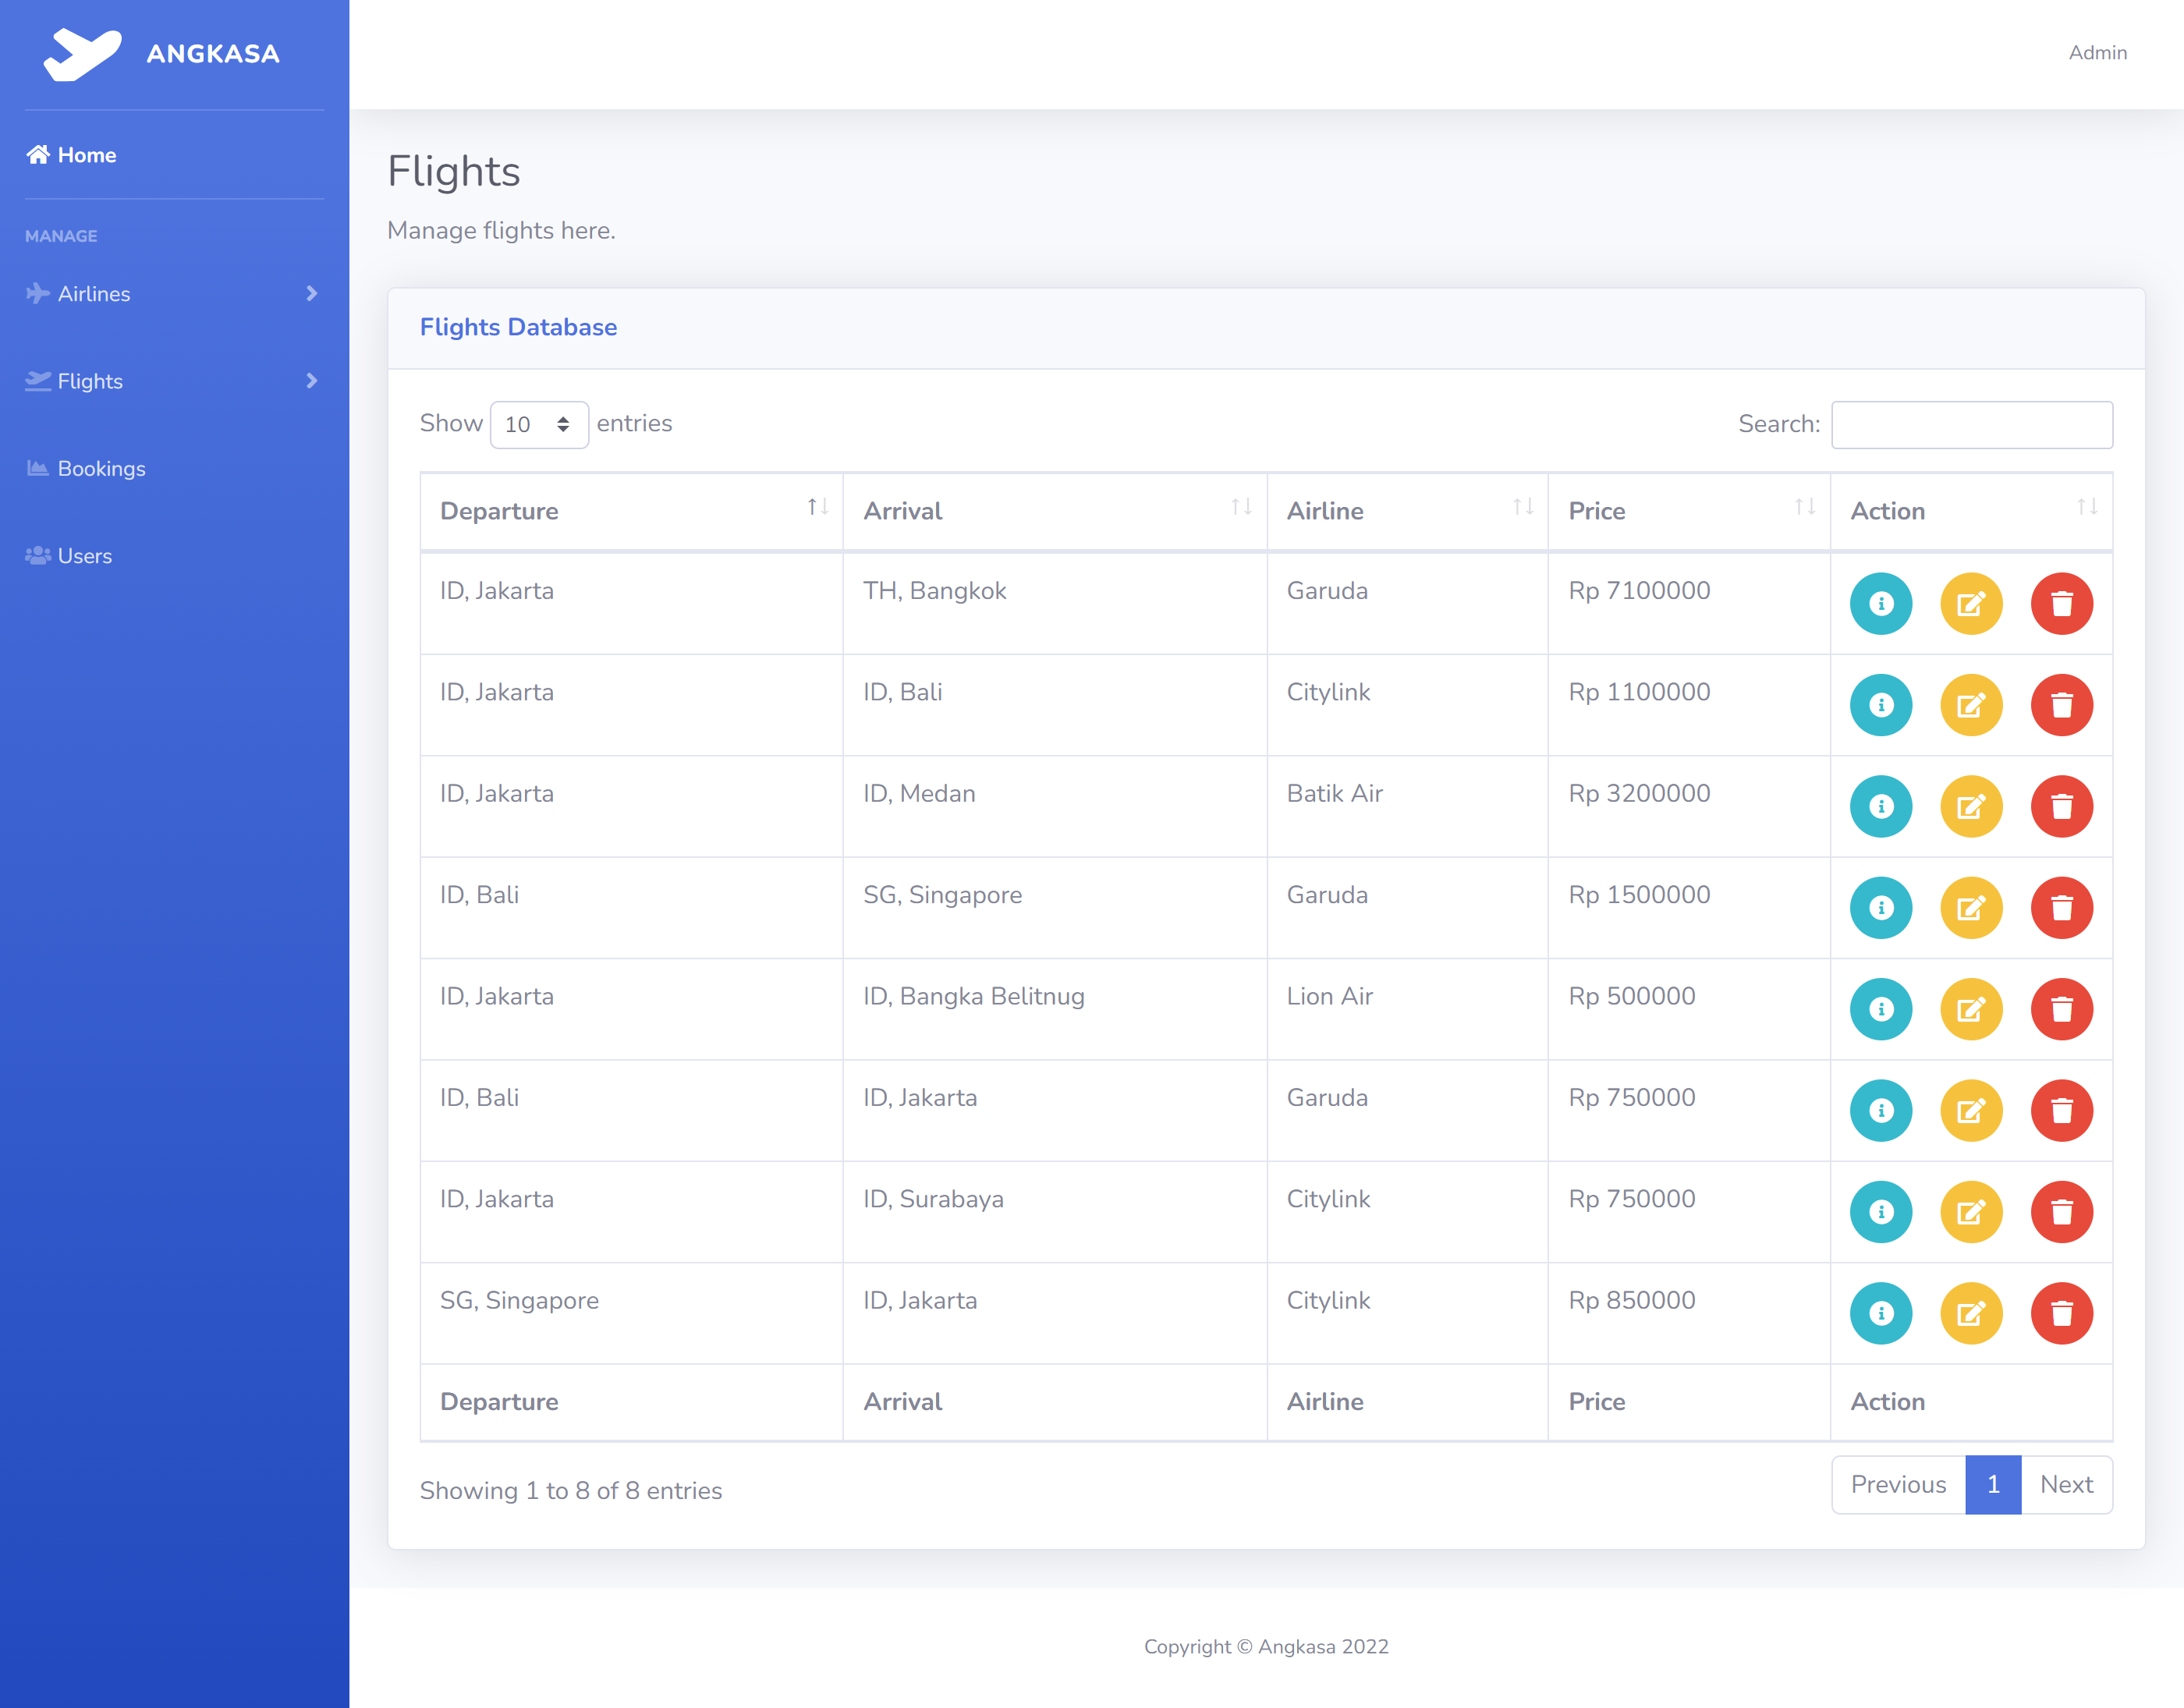 ANGKASA
Admin
Home
MANAGE
Airlines
Flights
Bookings
Users
Flights
Manage flights here.
Flights Database
Show 10 entries
Search:
Departure Arrival Airline Price Action
ID, Jakarta TH, Bangkok Garuda Rp 7100000
ID, Jakarta ID, Bali Citylink Rp 1100000
ID, Jakarta ID, Medan Batik Air Rp 3200000
ID, Bali SG, Singapore Garuda Rp 1500000
ID, Jakarta ID, Bangka Belitnug Lion Air Rp 500000
ID, Bali ID, Jakarta Garuda Rp 750000
ID, Jakarta ID, Surabaya Citylink Rp 750000
SG, Singapore ID, Jakarta Citylink Rp 850000
Departure Arrival Airline Price Action
Showing 1 to 8 of 8 entries
Previous 1 Next
Copyright © Angkasa 2022